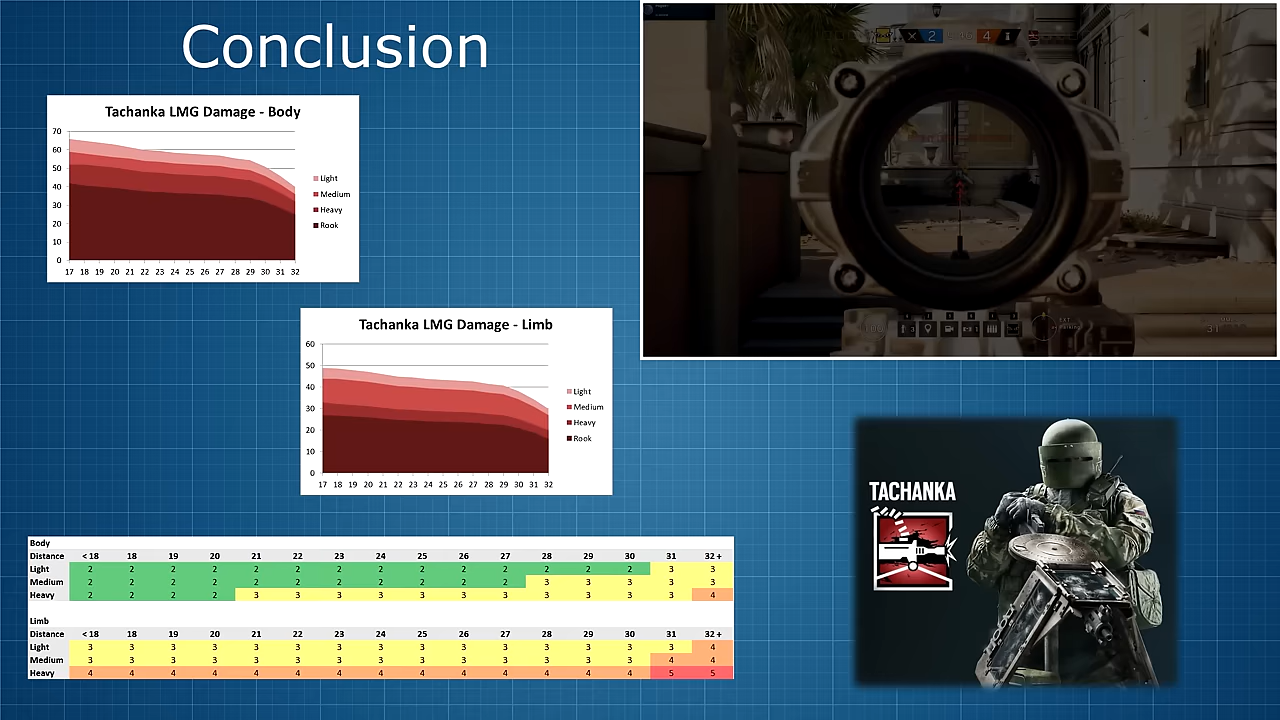 Conclusion
2 4
Tachanka LMG Damage - Body
70
60
50
40
30
20
10
0
17 18 19 20 21 22 23 24 25 26 27 28 29 30 31 32
Light
Medium
Heavy
Rook
Tachanka LMG Damage - Limb
60
50
40
30
20
10
0
17 18 19 20 21 22 23 24 25 26 27 28 29 30 31 32
Light
Medium
Heavy
Rook
31
TACHANKA
Body
Distance < 18 18 19 20 21 22 23 24 25 26 27 28 29 30 31 32 +
Light 2 2 2 2 2 2 2 2 2 2 2 2 2 2 3 3
Medium 2 2 2 2 2 2 2 2 2 2 2 3 3 3 3 3
Heavy 2 2 2 2 3 3 3 3 3 3 3 3 3 3 3 4
Limb
Distance < 18 18 19 20 21 22 23 24 25 26 27 28 29 30 31 32 +
Light 3 3 3 3 3 3 3 3 3 3 3 3 3 3 3 4
Medium 3 3 3 3 3 3 3 3 3 3 3 3 3 3 4 4
Heavy 4 4 4 4 4 4 4 4 4 4 4 4 4 4 5 5